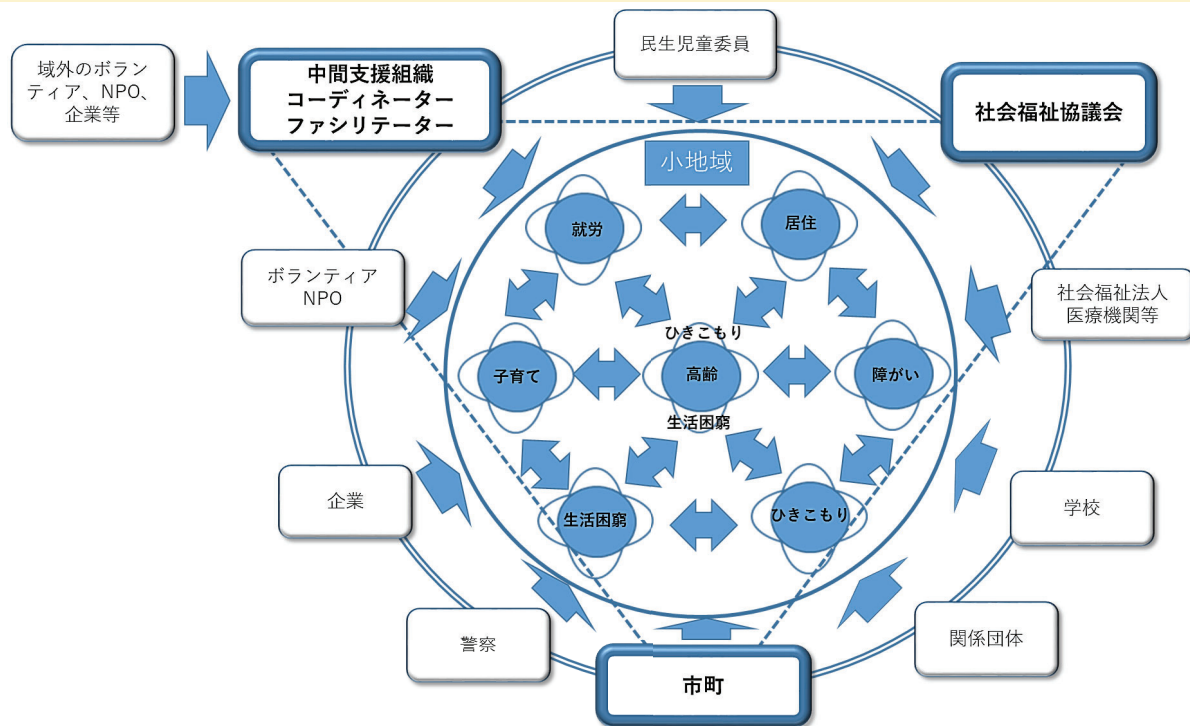 民生児童委員
域外のボラン
ティア、NPO、
企業等
中間支援組織
コーディネーター
ファシリテーター
社会福祉協議会
小地域
就労
居住
ボランティア
NPO
社会福祉法人
医療機関等
ひきこもり
子育て
高齢
障がい
生活困窮
企業
学校
生活困窮
ひきこもり
警察
関係団体
市町